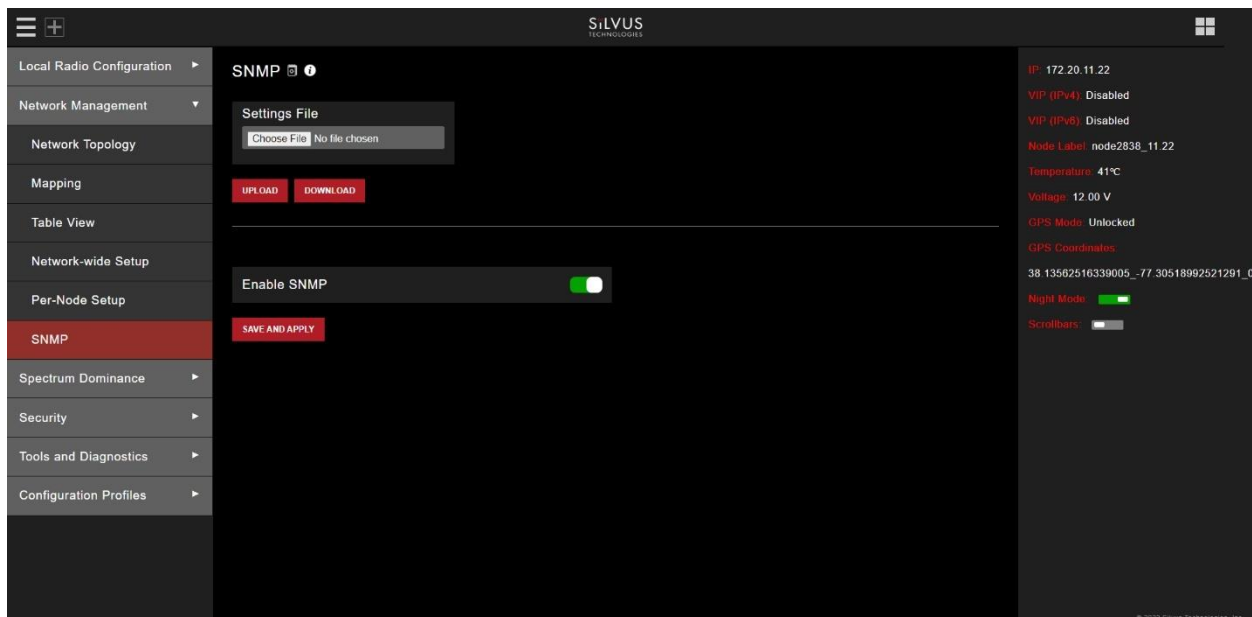 SiLVUS
TECHNOLOGIES
Local Radio Configuration
Network Management
Network Topology
Mapping
Table View
Network-wide Setup
Per-Node Setup
SNMP
Spectrum Dominance
Security
Tools and Diagnostics
Configuration Profiles
SNMP
Settings File
Choose File No file chosen
UPLOAD DOWNLOAD
Enable SNMP
SAVE AND APPLY
IP: 172.20.11.22
VIP (IPv4): Disabled
VIP (IPv6): Disabled
Node Label: node2838_11.22
Temperature: 41°C
Voltage: 12.00 V
GPS Mode: Unlocked
GPS Coordinates:
38.13562516339005_-77.30518992521291_0
Night Mode:
Scrollbars: